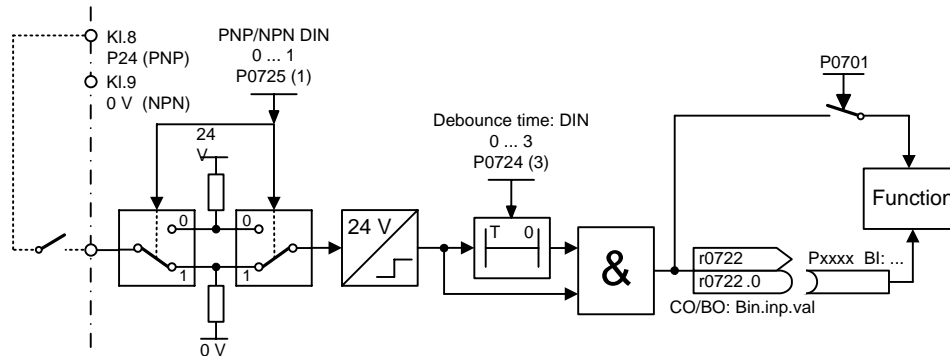 Kl.8
P24 (PNP)
Kl.9
0 V (NPN)
PNP/NPN DIN
0 ... 1
P0725 (1)
24
V
0
0
1
1
0 V
24 V
Debounce time: DIN
0 ... 3
P0724 (3)
T 0
&
P0701
Function
r0722
r0722 .0
Pxxxx BI: ...
CO/BO: Bin.inp.val